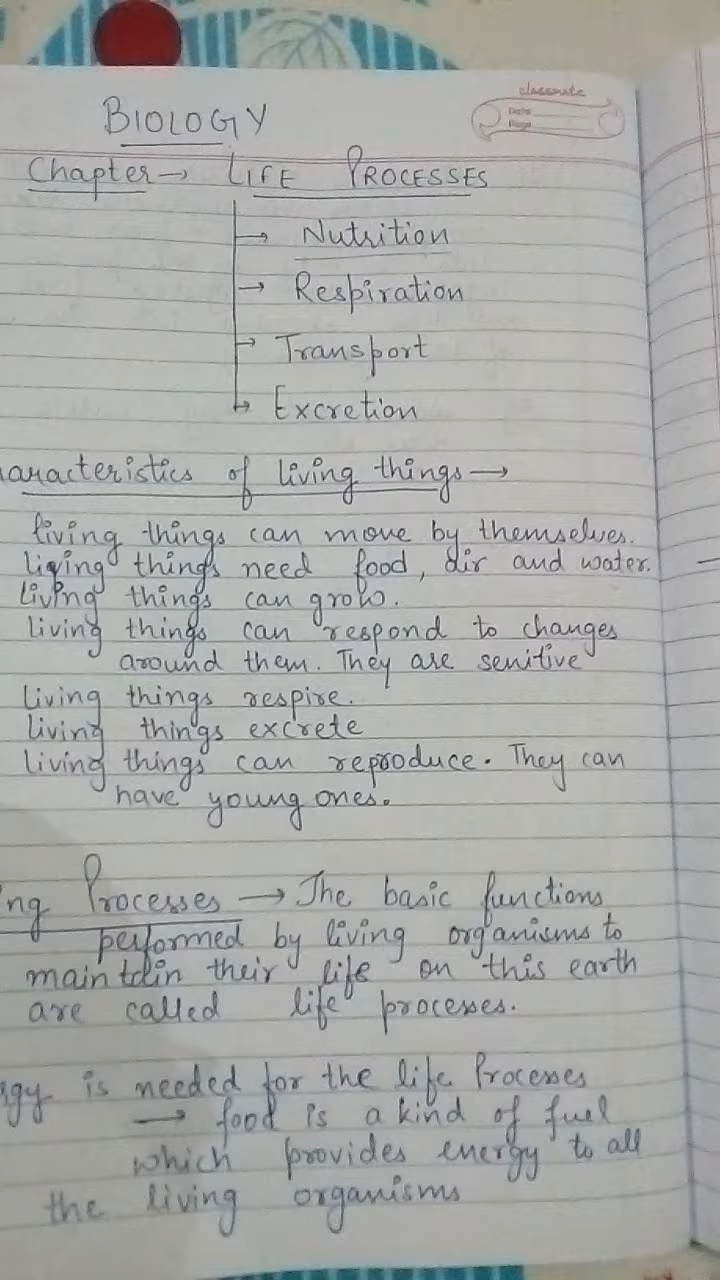 classmate
Date
Page
BIOLOGY
Chapter → LIFE PROCESSES
→ Nutrition
→ Respiration
→ Transport
→ Excretion
aracteristics of living things →
living things can move by themselves.
living things need food, air and water.
living things can grow.
living things can respond to changes
around them. They are senitive
living things respire.
living things excrete
living things can reproduce. They can
have young ones.
ng Processes → The basic functions
performed by living organisms to
maintain their life on this earth
are called life processes.
rgy is needed for the life Processes
→ food is a kind of fuel
which provides energy to all
the living organisms